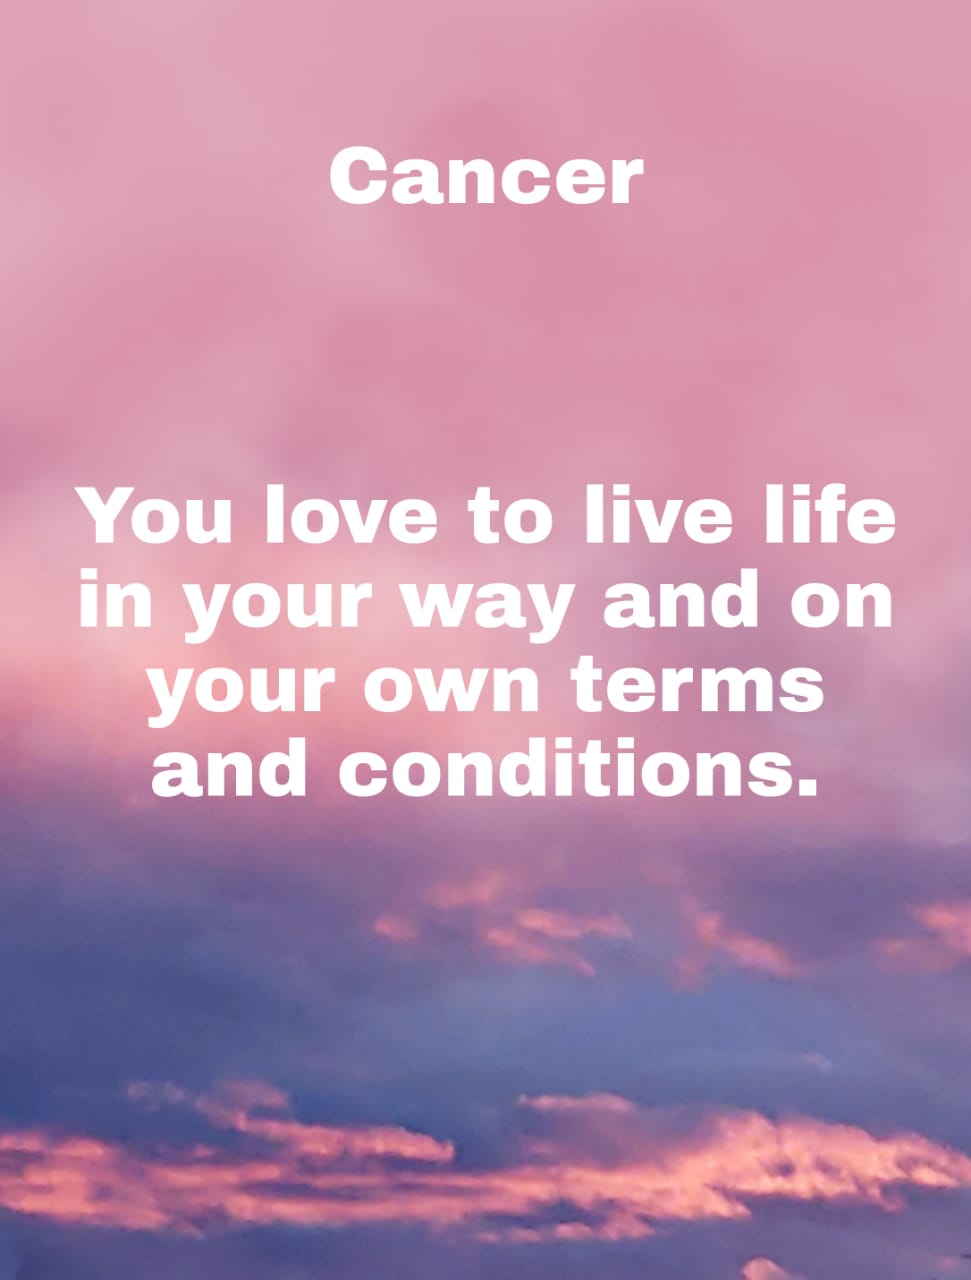 Cancer
You love to live life
in your way and on
your own terms
and conditions.